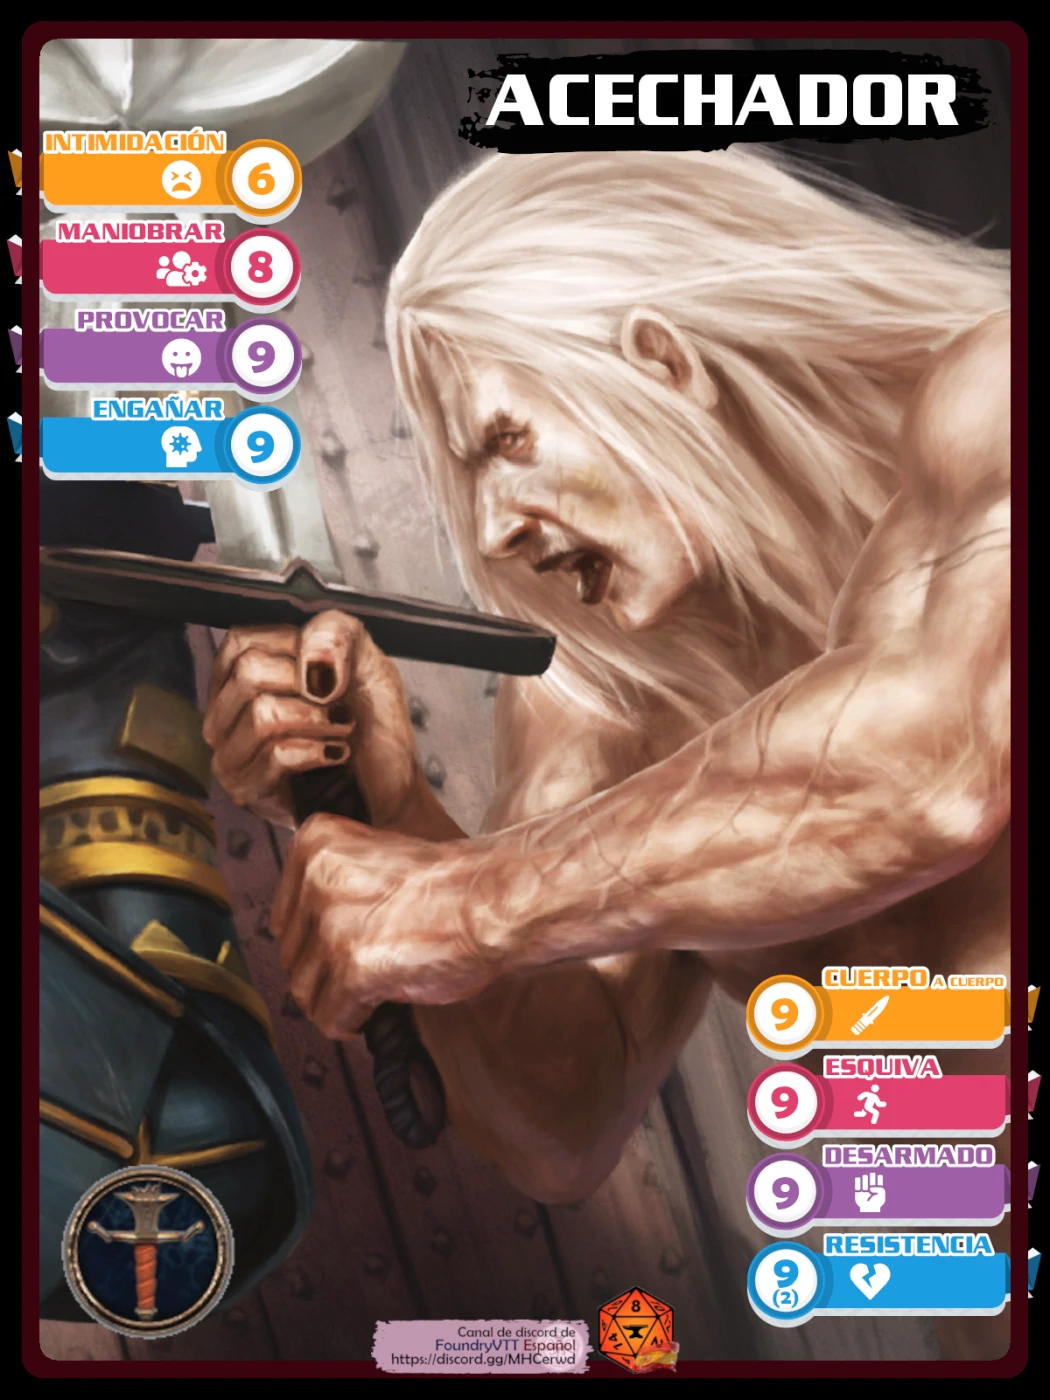 ACECHADOR
INTIMIDACIÓN
6
MANIOBRAR
8
PROVOCAR
9
ENGAÑAR
9
CUERPO A CUERPO
9
ESQUIVA
9
DESARMADO
9
RESISTENCIA
9
(2)
Canal de discord de
FoundryVTT Español
https://discord.gg/MHCerwd
8